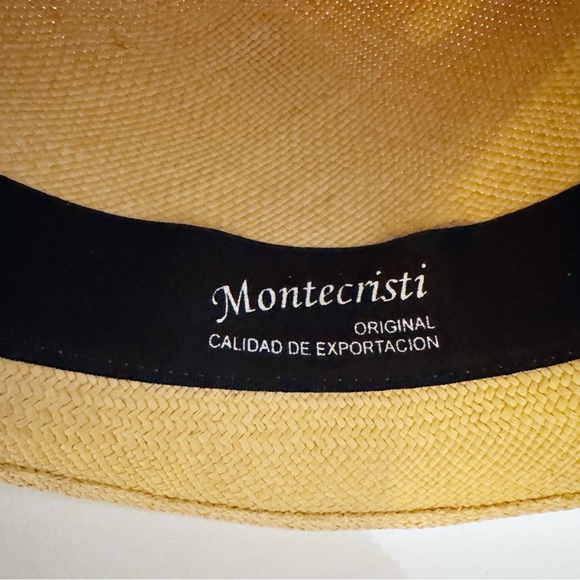 Montecristi
ORIGINAL
CALIDAD DE EXPORTACION